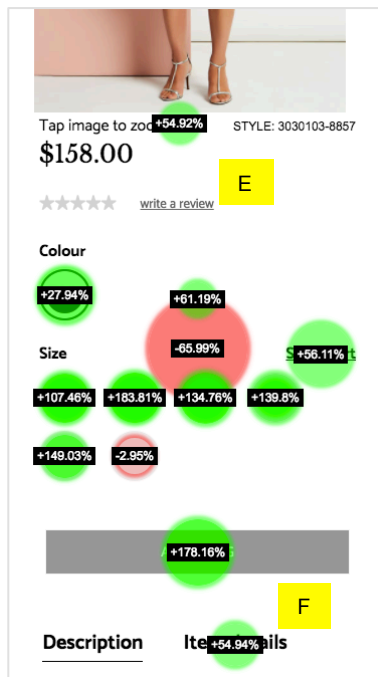 Tap image to zoo +54.92% STYLE: 3030103-8857
$158.00
E
write a review
Colour
+27.94% +61.19%
-65.99%
Size +56.11%
+107.46% +183.81% +134.76% +139.8%
+149.03% -2.95%
+178.16%
F
Description +54.94%